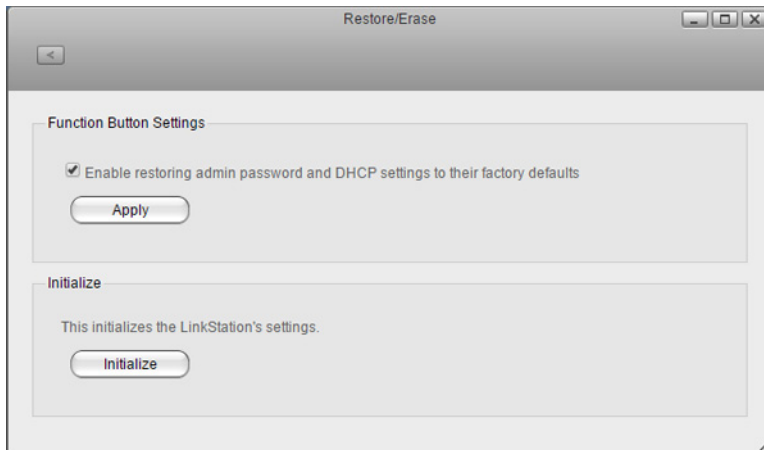 Restore/Erase
<
Function Button Settings
Enable restoring admin password and DHCP settings to their factory defaults
Apply
Initialize
This initializes the LinkStation's settings.
Initialize